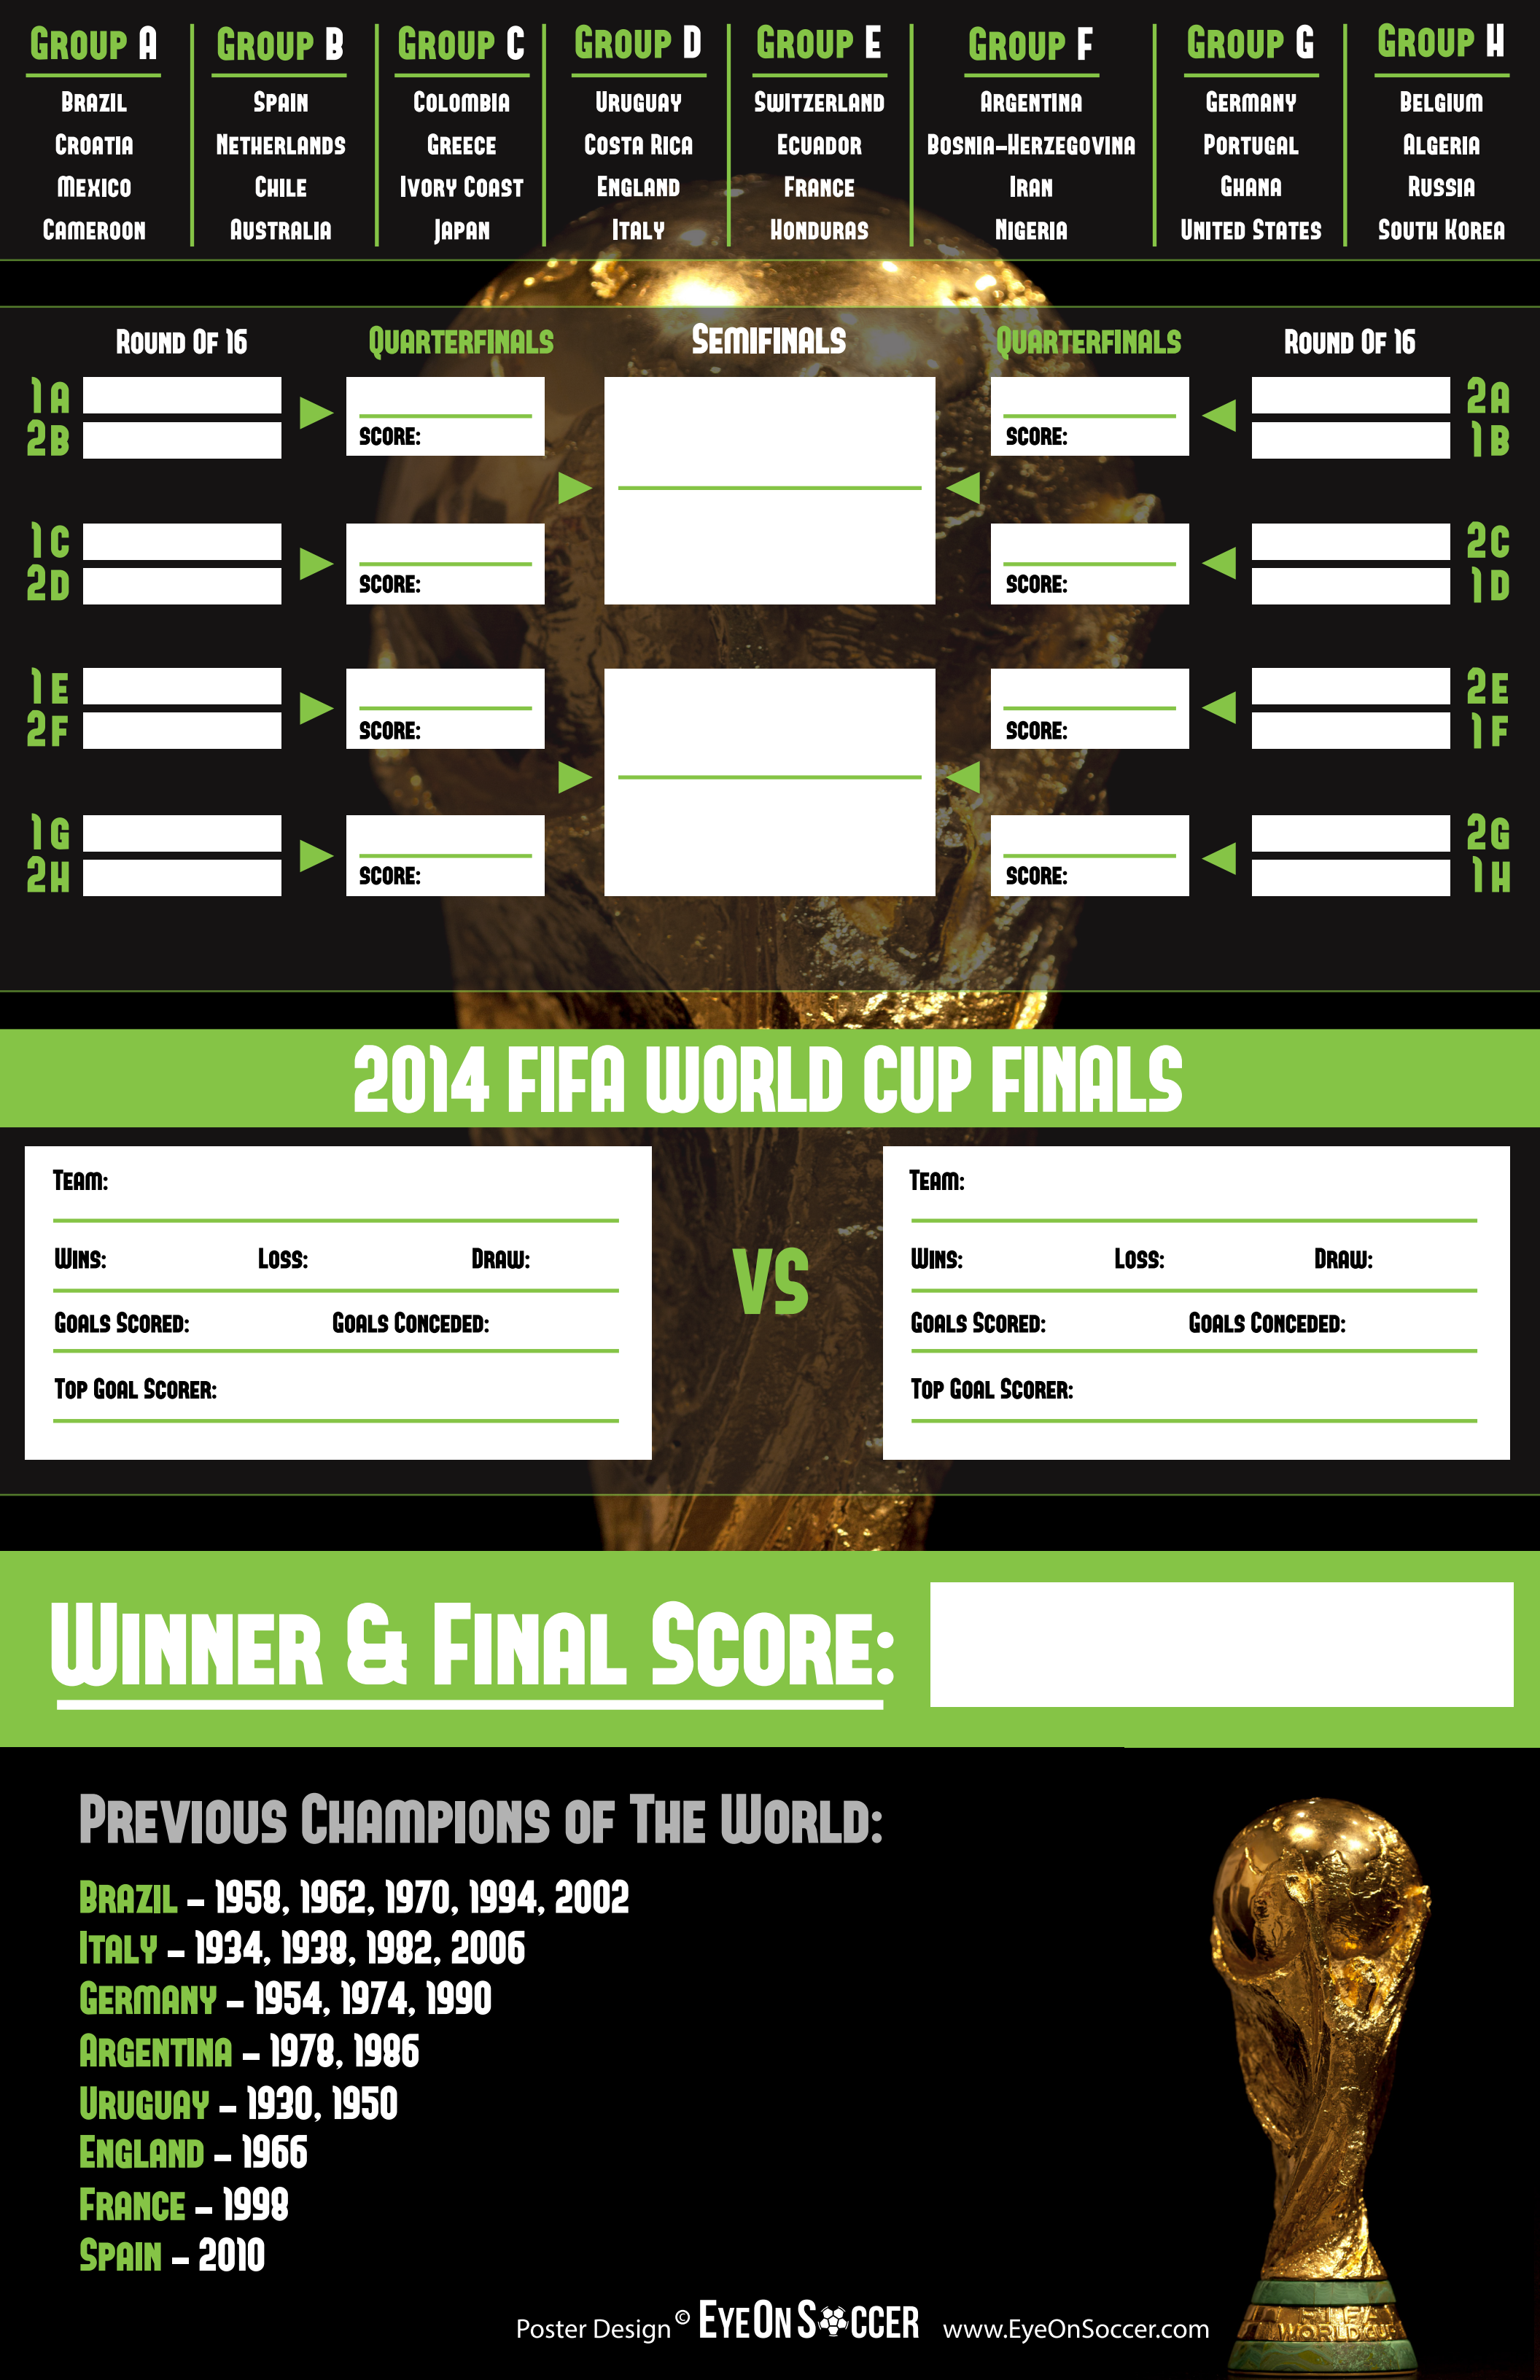 Group A Group B Group C Group D Group E Group F Group G Group H
Brazil Spain Colombia Uruguay Switzerland Argentina Germany Belgium
Croatia Netherlands Greece Costa Rica Ecuador Bosnia-Herzegovina Portugal Algeria
Mexico Chile Ivory Coast England France Iran Ghana Russia
Cameroon Australia Japan Italy Honduras Nigeria United States South Korea
Round Of 16 Quarterfinals Semifinals Quarterfinals Round Of 16
1A 2A
2B SCORE: SCORE: 1B
1C 2C
2D SCORE: SCORE: 1D
1E 2E
2F SCORE: SCORE: 1F
1G 2G
2H SCORE: SCORE: 1H
2014 FIFA WORLD CUP FINALS
Team: Team:
Wins: Loss: Draw: Wins: Loss: Draw:
VS
Goals Scored: Goals Conceded: Goals Scored: Goals Conceded:
Top Goal Scorer: Top Goal Scorer:
Winner & Final Score:
Previous Champions of The World:
Brazil - 1958, 1962, 1970, 1994, 2002
Italy - 1934, 1938, 1982, 2006
Germany - 1954, 1974, 1990
Argentina - 1978, 1986
Uruguay - 1930, 1950
England - 1966
France - 1998
Spain - 2010
Poster Design © EyeOnSoccer www.EyeOnSoccer.com
FIFA
WORLD CUP